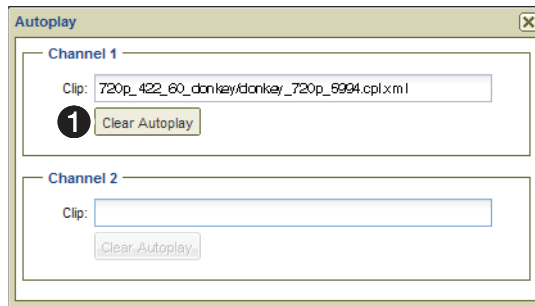 Autoplay
Channel 1
Clip: 720p_422_60_donkey/donkey_720p_5994.cpl.xml
1 Clear Autoplay
Channel 2
Clip:
Clear Autoplay